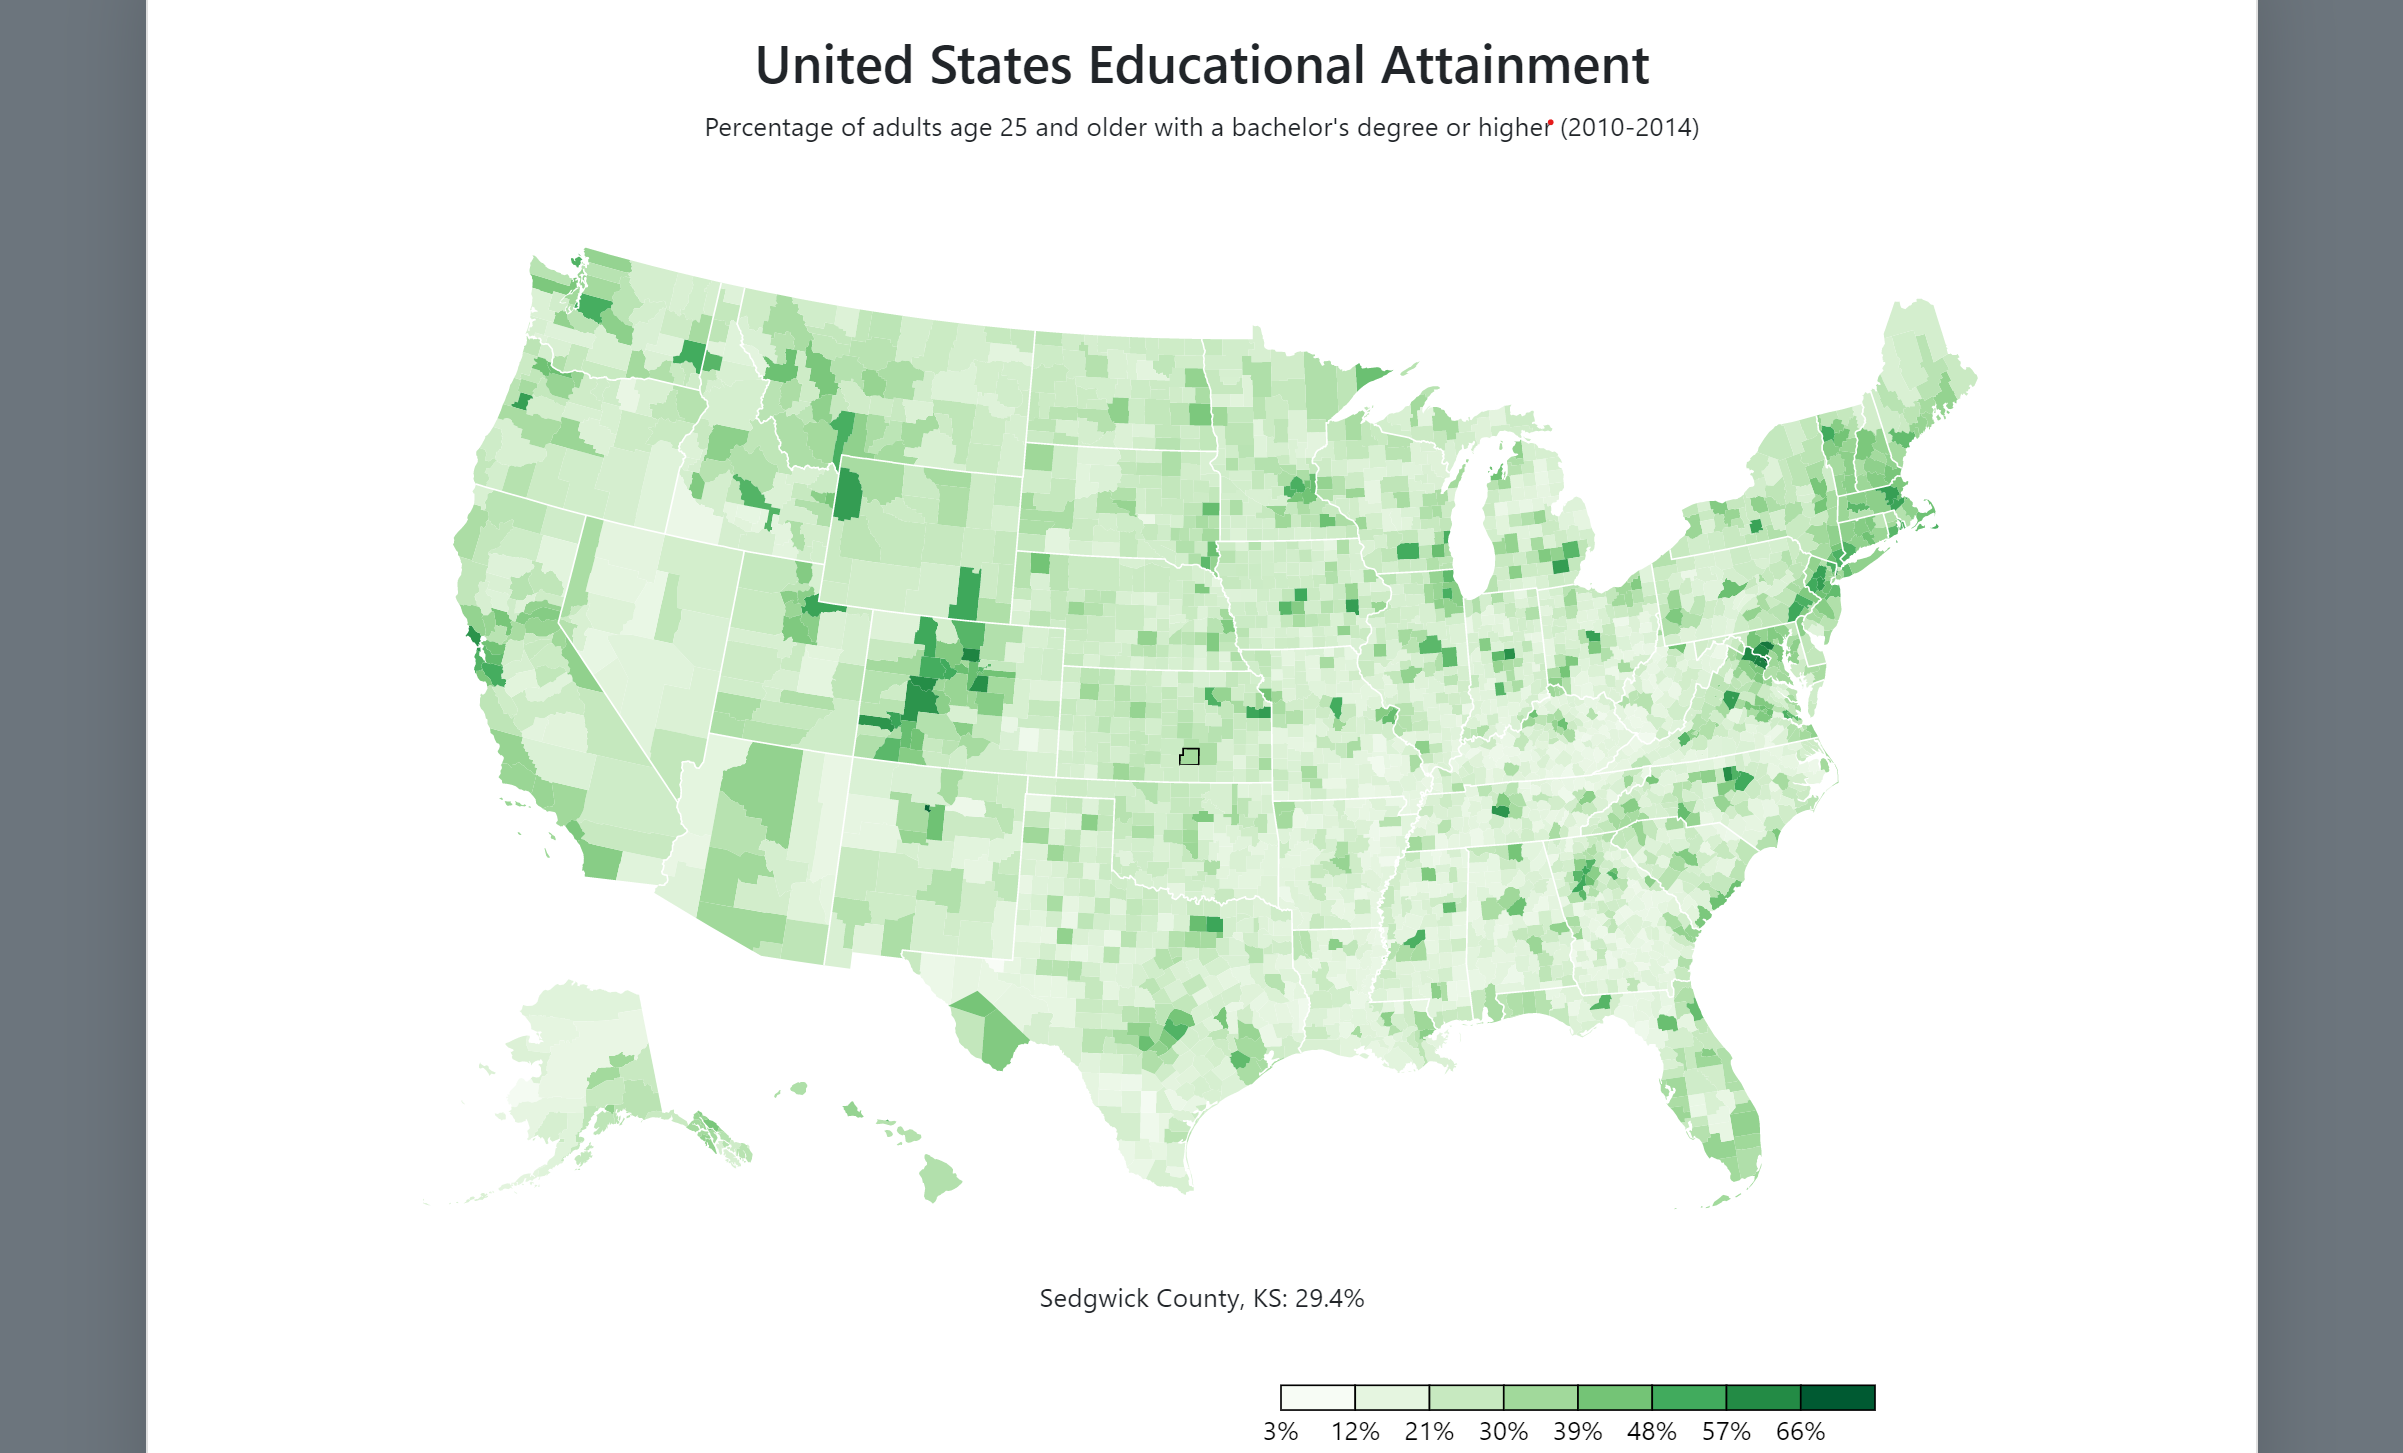 United States Educational Attainment
Percentage of adults age 25 and older with a bachelor's degree or higher (2010-2014)
Sedgwick County, KS: 29.4%
3% 12% 21% 30% 39% 48% 57% 66%